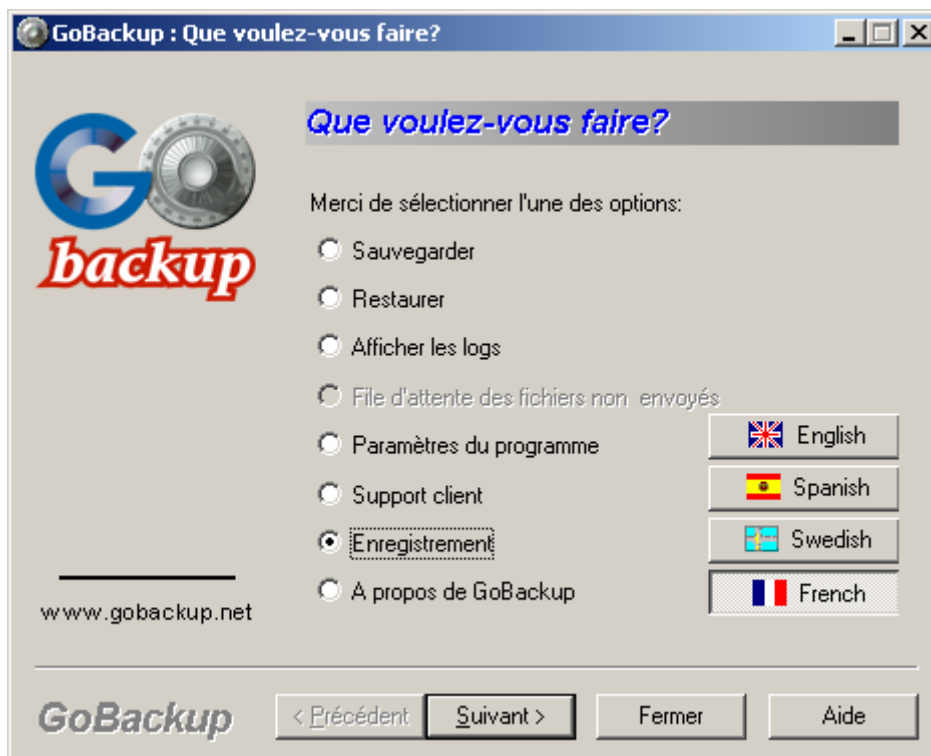 GoBackup : Que voulez-vous faire?
GO
backup
Que voulez-vous faire?
Merci de sélectionner l'une des options:
Sauvegarder
Restaurer
Afficher les logs
File d'attente des fichiers non  envoyés
Paramètres du programme
Support client
Enregistrement
A propos de GoBackup
English
Spanish
Swedish
French
www.gobackup.net
GoBackup
< Précédent
Suivant >
Fermer
Aide